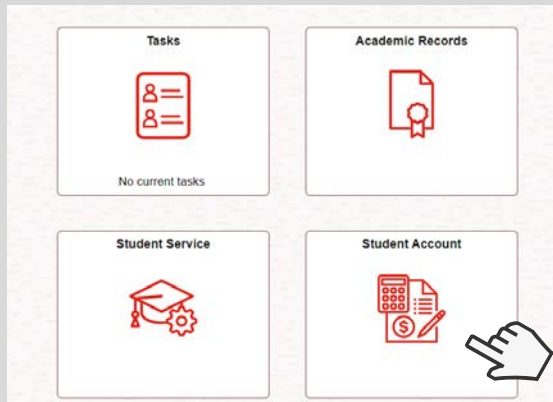 Tasks
Academic Records
No current tasks
Student Service
Student Account
$